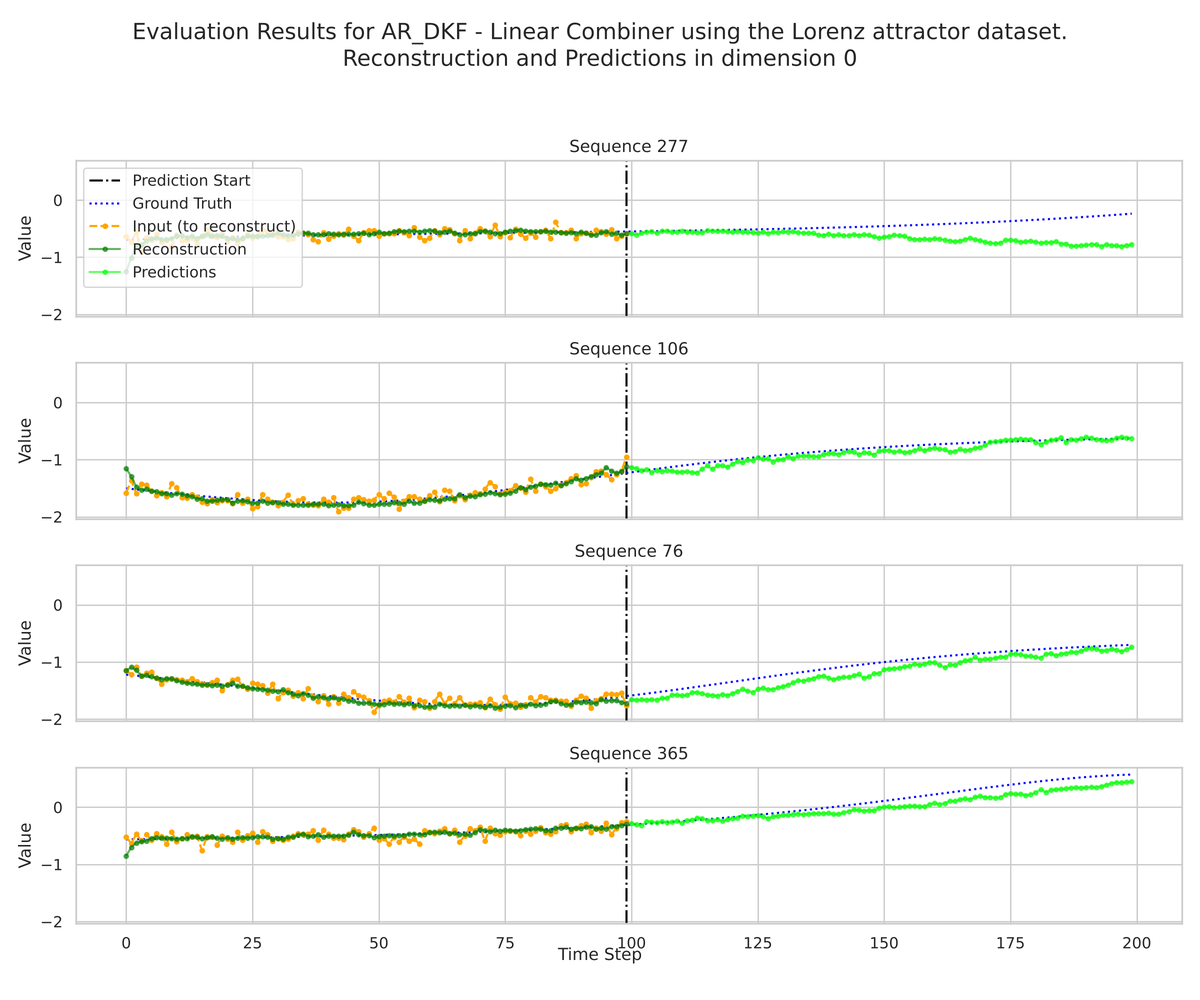 Evaluation Results for AR_DKF - Linear Combiner using the Lorenz attractor dataset.
Reconstruction and Predictions in dimension 0
Sequence 277
Prediction Start
Ground Truth
Input (to reconstruct)
Reconstruction
Predictions
Value
0
−1
−2
Sequence 106
Value
0
−1
−2
Sequence 76
Value
0
−1
−2
Sequence 365
Value
0
−1
−2
0 25 50 75 100 125 150 175 200
Time Step